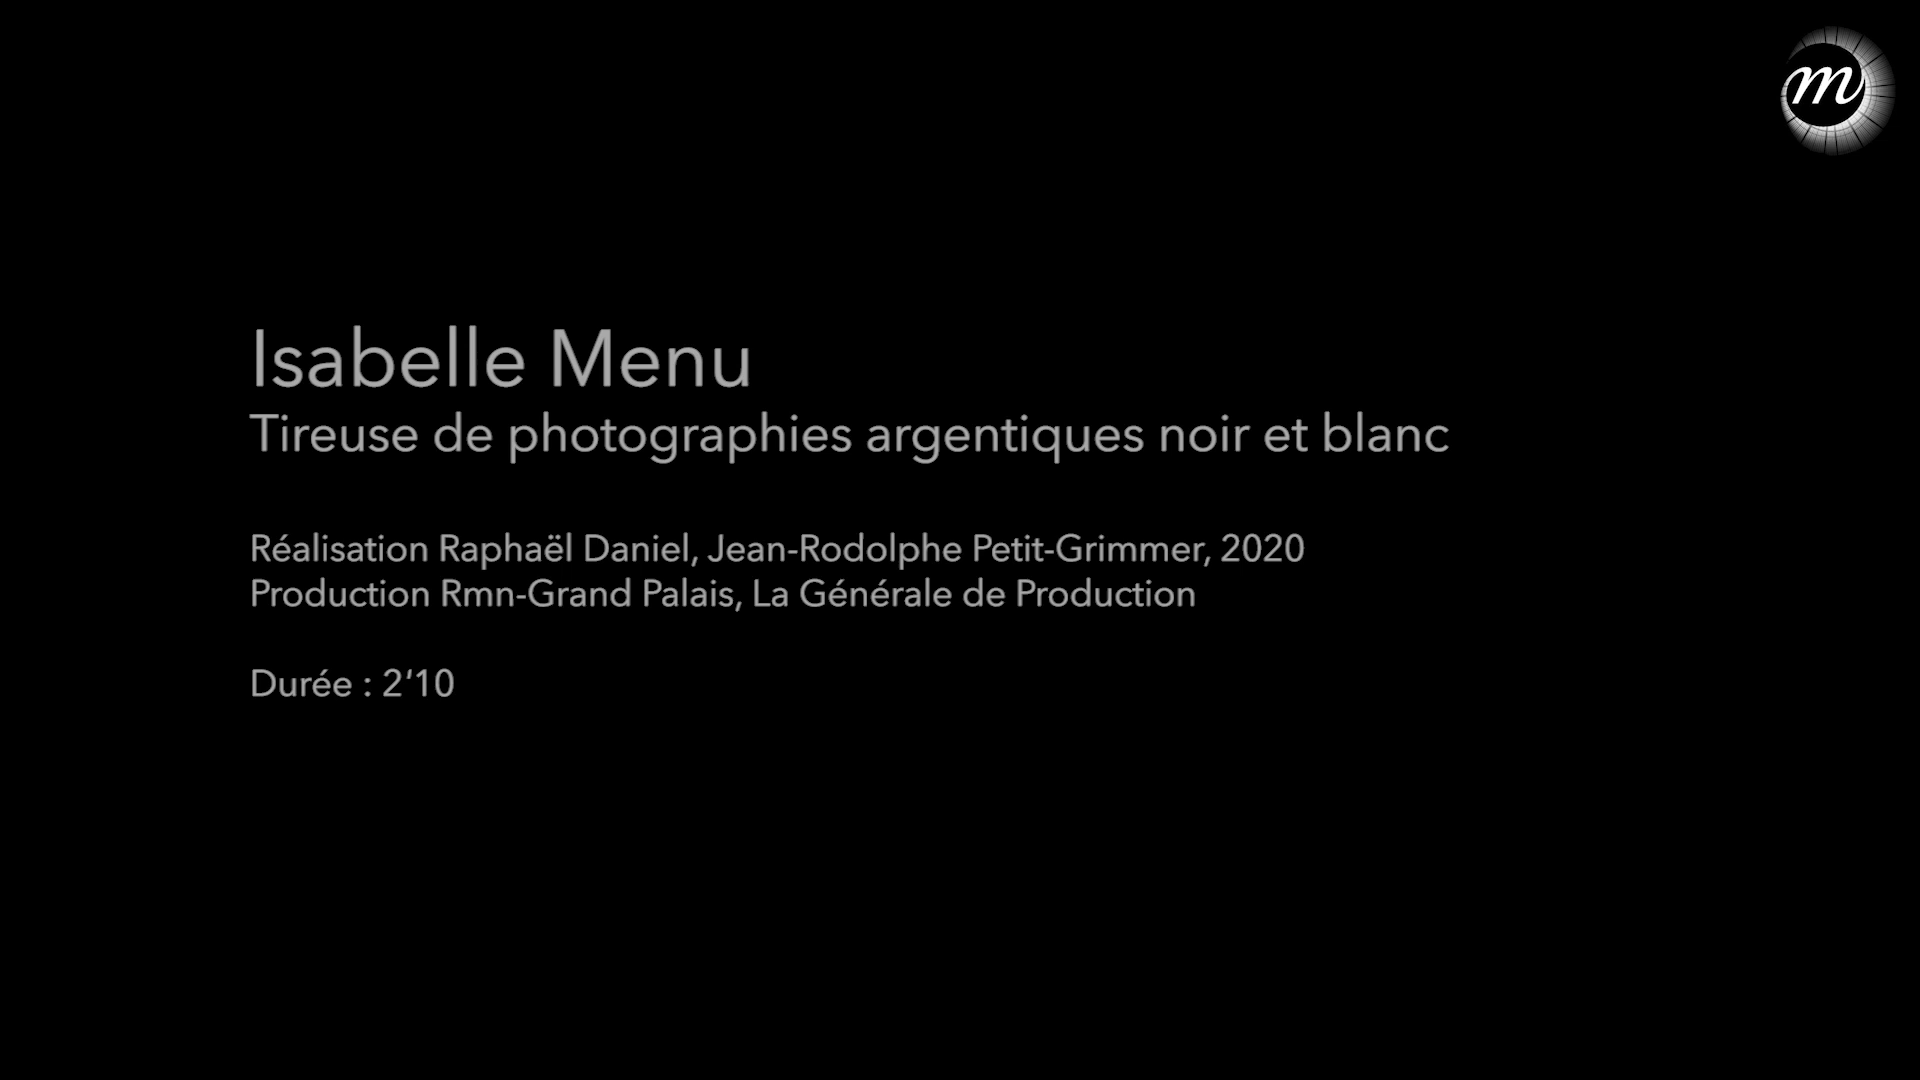 m
Isabelle Menu
Tireuse de photographies argentiques noir et blanc
Réalisation Raphaël Daniel, Jean-Rodolphe Petit-Grimmer, 2020
Production Rmn-Grand Palais, La Générale de Production
Durée : 2‘10